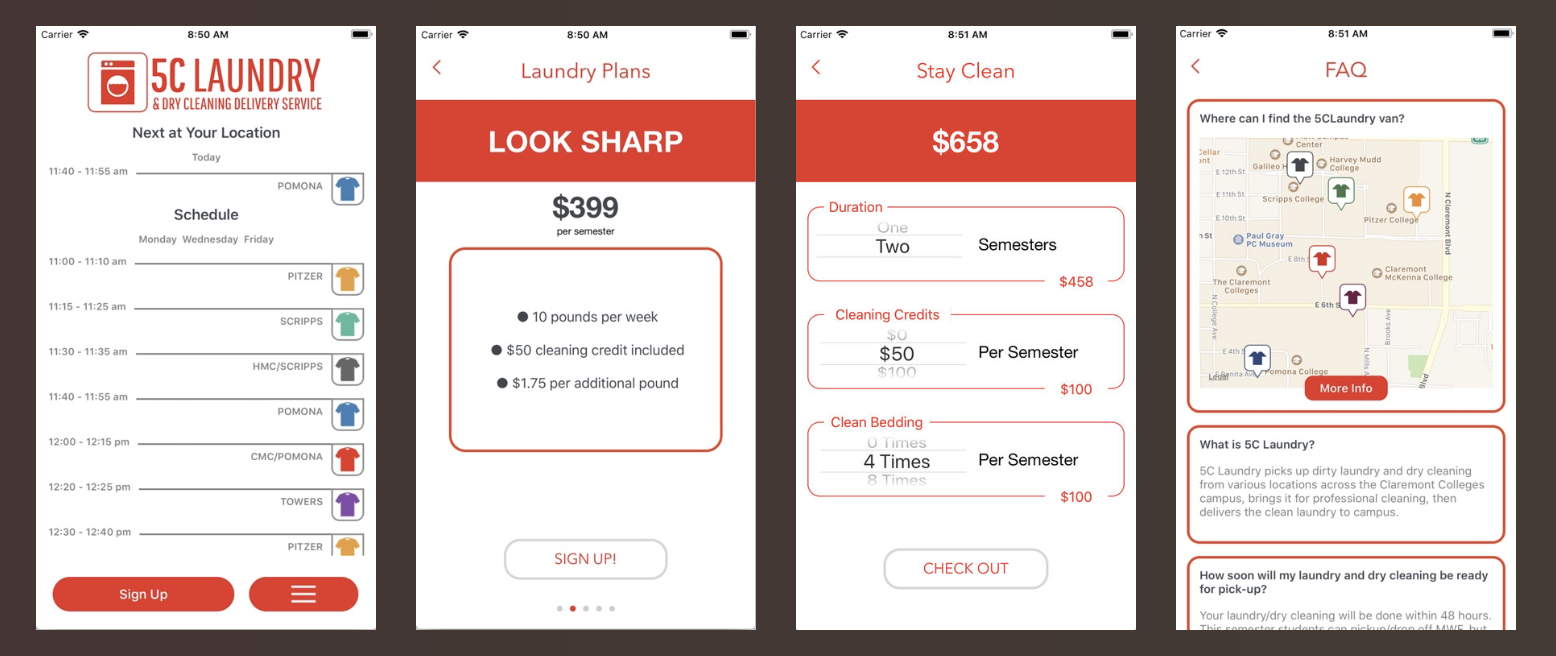 Carrier 8:50 AM
5C LAUNDRY
& DRY CLEANING DELIVERY SERVICE
Next at Your Location
Today
11:40 - 11:55 am
POMONA
Schedule
Monday Wednesday Friday
11:00 - 11:10 am
PITZER
11:15 - 11:25 am
SCRIPPS
11:30 - 11:35 am
HMC/SCRIPPS
11:40 - 11:55 am
POMONA
12:00 - 12:15 pm
CMC/POMONA
12:20 - 12:25 pm
TOWERS
12:30 - 12:40 pm
PITZER
Sign Up
Carrier 8:50 AM
Laundry Plans
LOOK SHARP
$399
per semester
10 pounds per week
$50 cleaning credit included
$1.75 per additional pound
SIGN UP!
Carrier 8:51 AM
Stay Clean
$658
Duration
One
Two Semesters
$458
Cleaning Credits
$0
$50 Per Semester
$100
$100
Clean Bedding
0 Times
4 Times Per Semester
8 Times
$100
CHECK OUT
Carrier 8:51 AM
FAQ
Where can I find the 5CLaundry van?
Center
Cellar
ont
Galileo H
Harvey Mudd
College
E 12th St
E 11th St
Scripps College
E 10th St
Pitzer College
N Claremont Blvd
n St
Paul Gray
PC Museum
E 8th S
The Claremont
Colleges
Claremont
McKenna College
N College Ave
E 6th S
Brooks Ave
N Mills A
E 4th S
Pomona College
Legal
Blvd
More Info
What is 5C Laundry?
5C Laundry picks up dirty laundry and dry cleaning
from various locations across the Claremont Colleges
campus, brings it for professional cleaning, then
delivers the clean laundry to campus.
How soon will my laundry and dry cleaning be ready
for pick-up?
Your laundry/dry cleaning will be done within 48 hours.
This semester students can pickup/drop off MWF, but